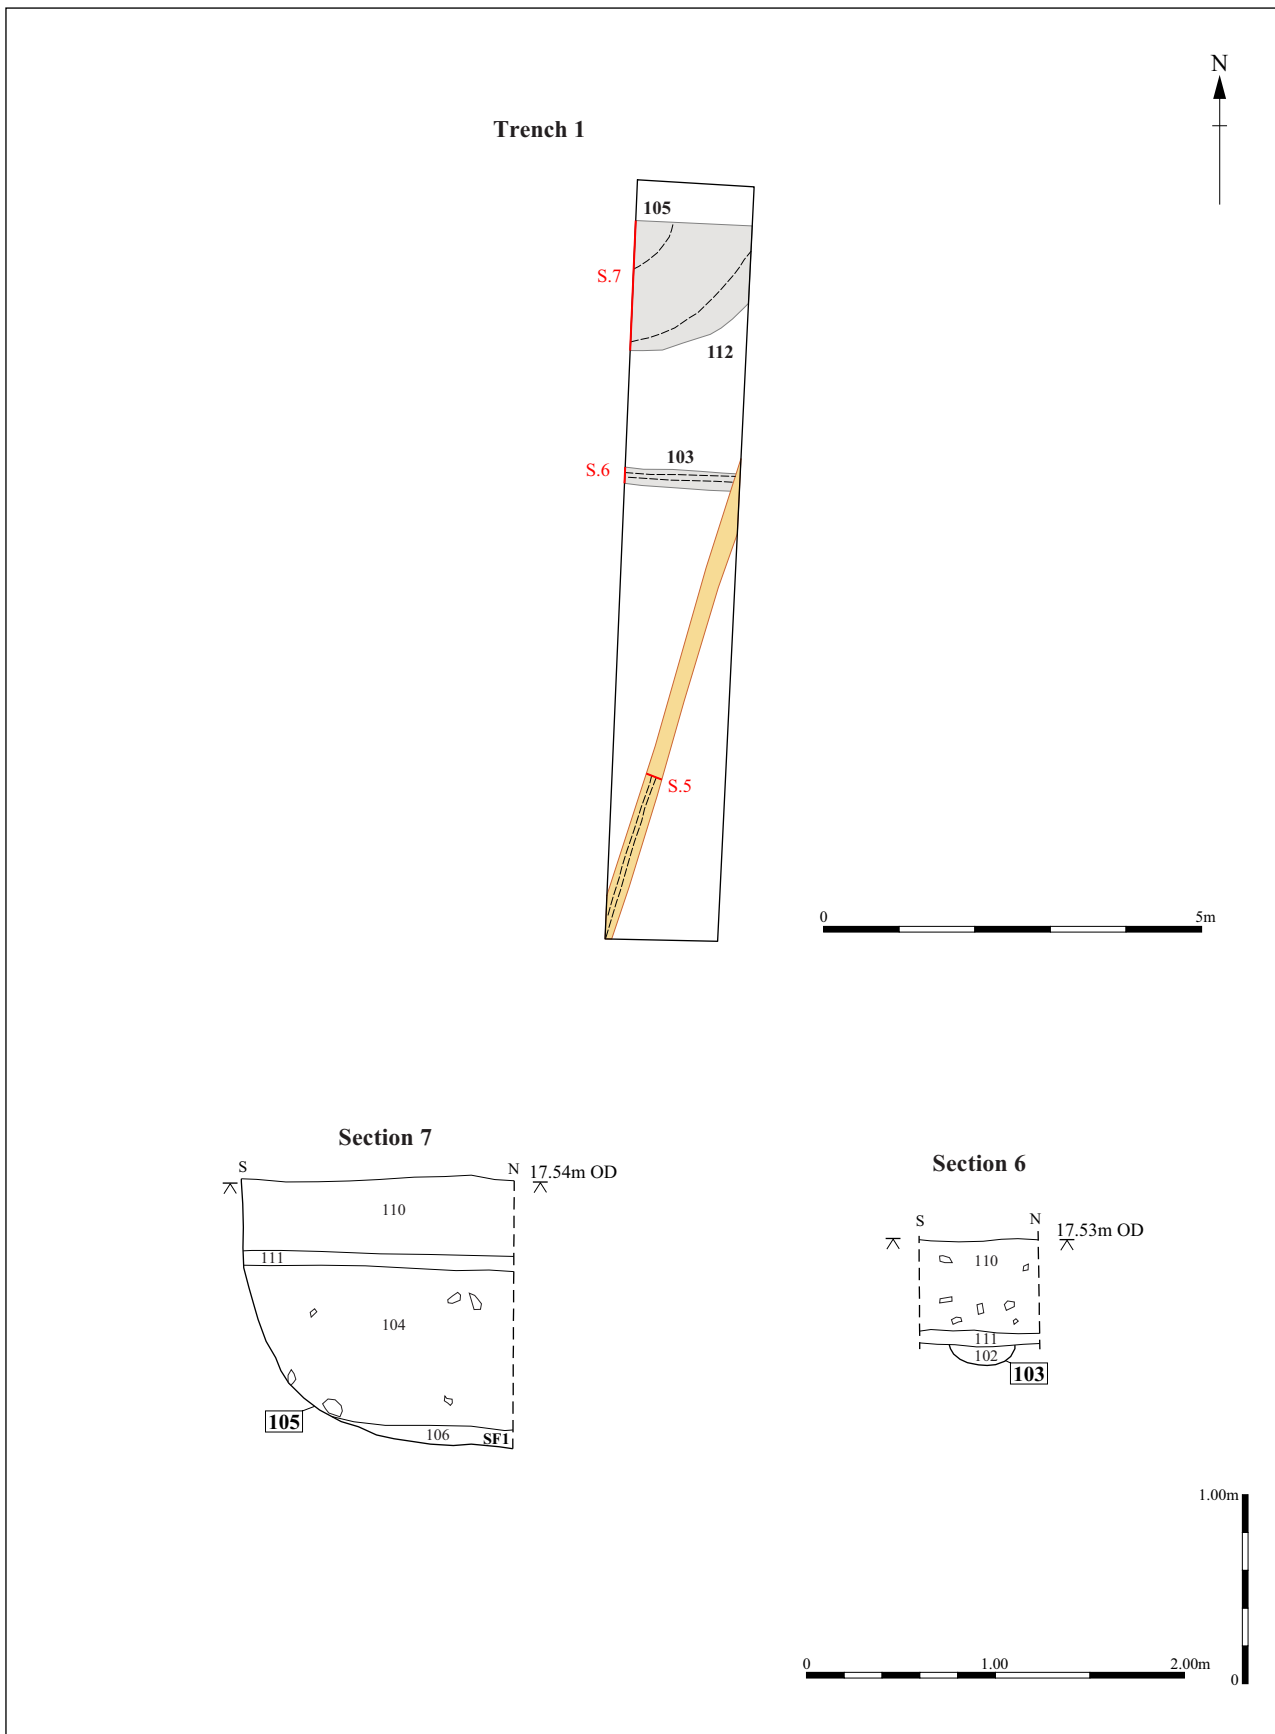 N
Trench 1
105
S.7
112
103
S.6
S.5
0 5m
Section 7
S N 17.54m OD
110
111
104
105
106 SF1
Section 6
S N 17.53m OD
110
111
102
103
1.00m
0
0 1.00 2.00m